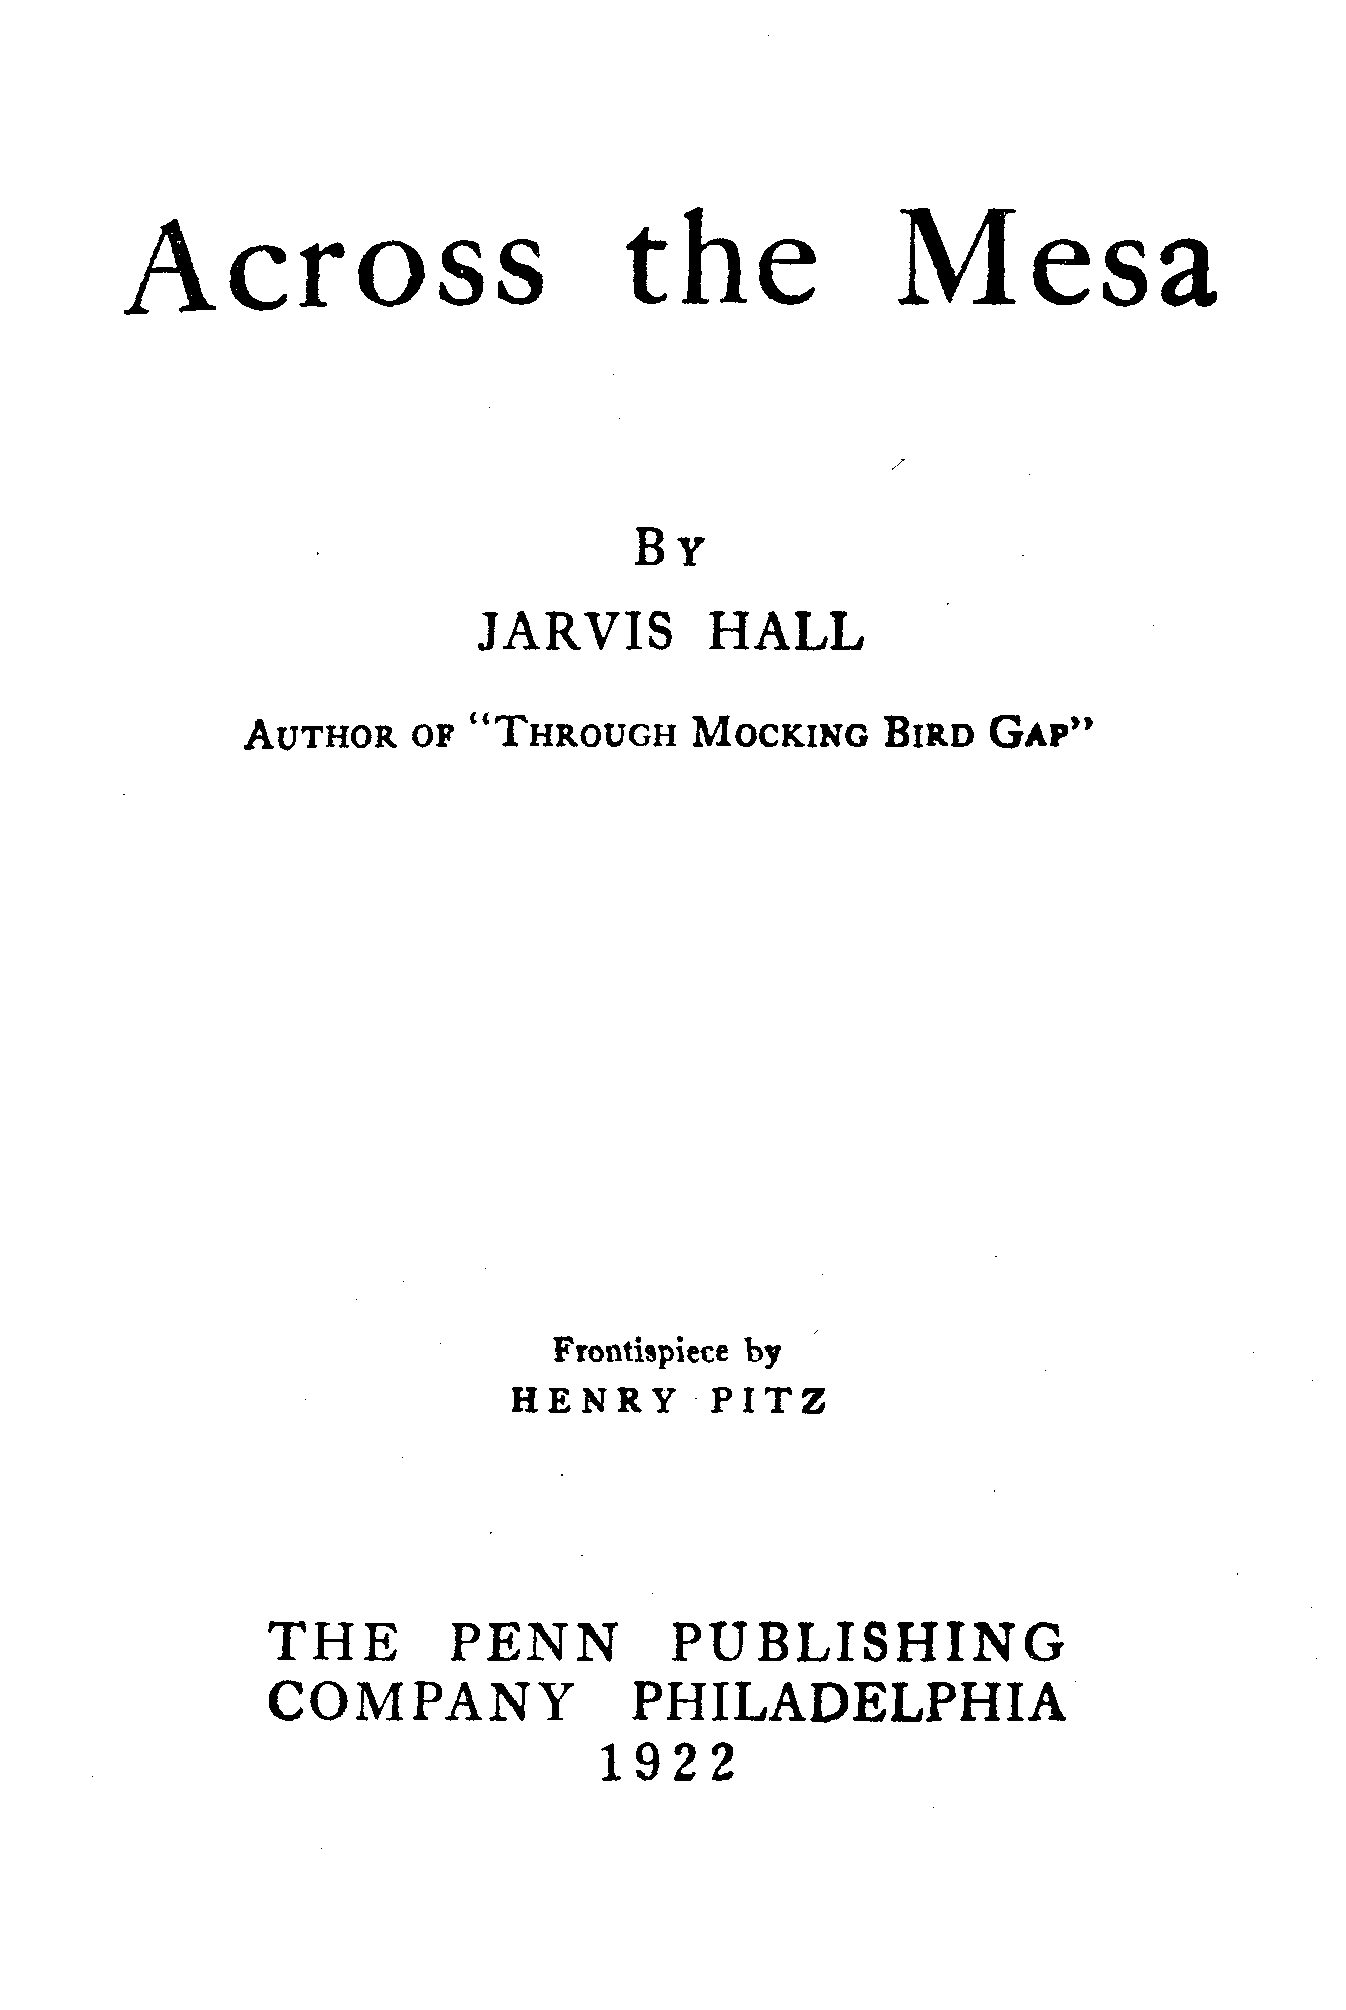 Across the Mesa
BY
JARVIS HALL
AUTHOR OF "THROUGH MOCKING BIRD GAP"
Frontispiece by
HENRY PITZ
THE PENN PUBLISHING
COMPANY PHILADELPHIA
1922